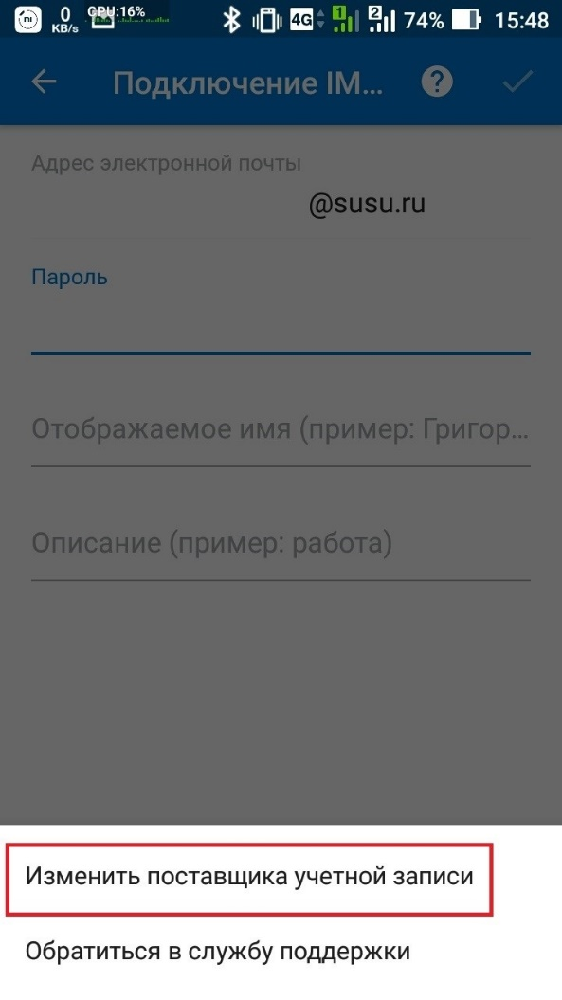 0
KB/s
CPU:16%
4G
1
2
74%
15:48
Подключение IM...
?
Адрес электронной почты
@susu.ru
Пароль
Отображаемое имя (пример: Григор...
Описание (пример: работа)
Изменить поставщика учетной записи
Обратиться в службу поддержки